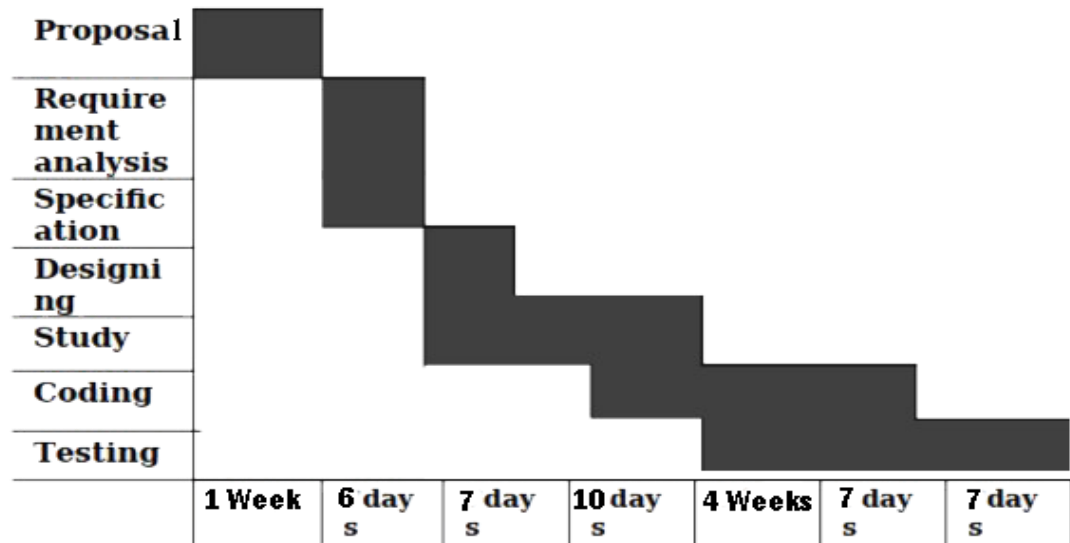 Proposal
Require
ment
analysis
Specific
ation
Designi
ng
Study
Coding
Testing
1 Week
6 day
s
7 day
s
10 day
s
4 Weeks
7 day
s
7 day
s